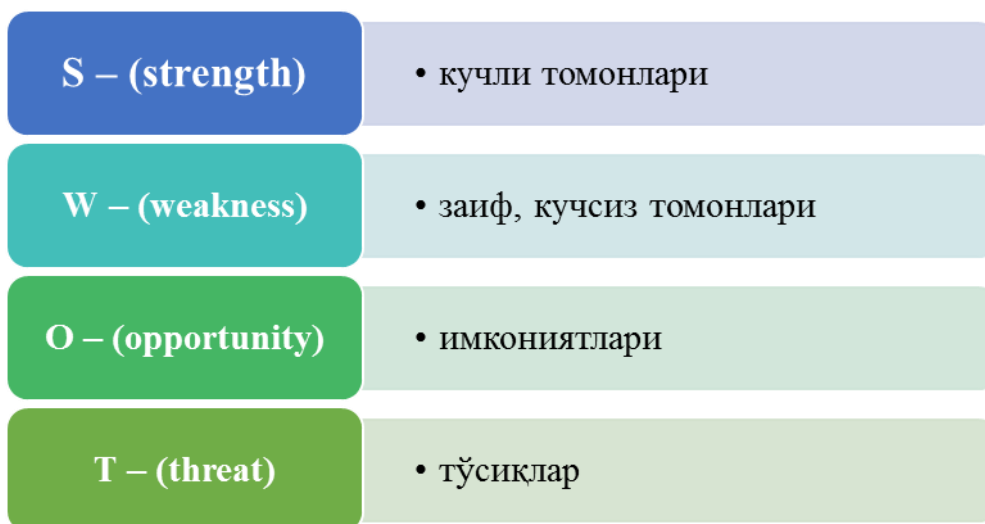 S – (strength)
• кучли томонлари
W – (weakness)
• заиф, кучсиз томонлари
O – (opportunity)
• имкониятлари
T – (threat)
• тўсиқлар